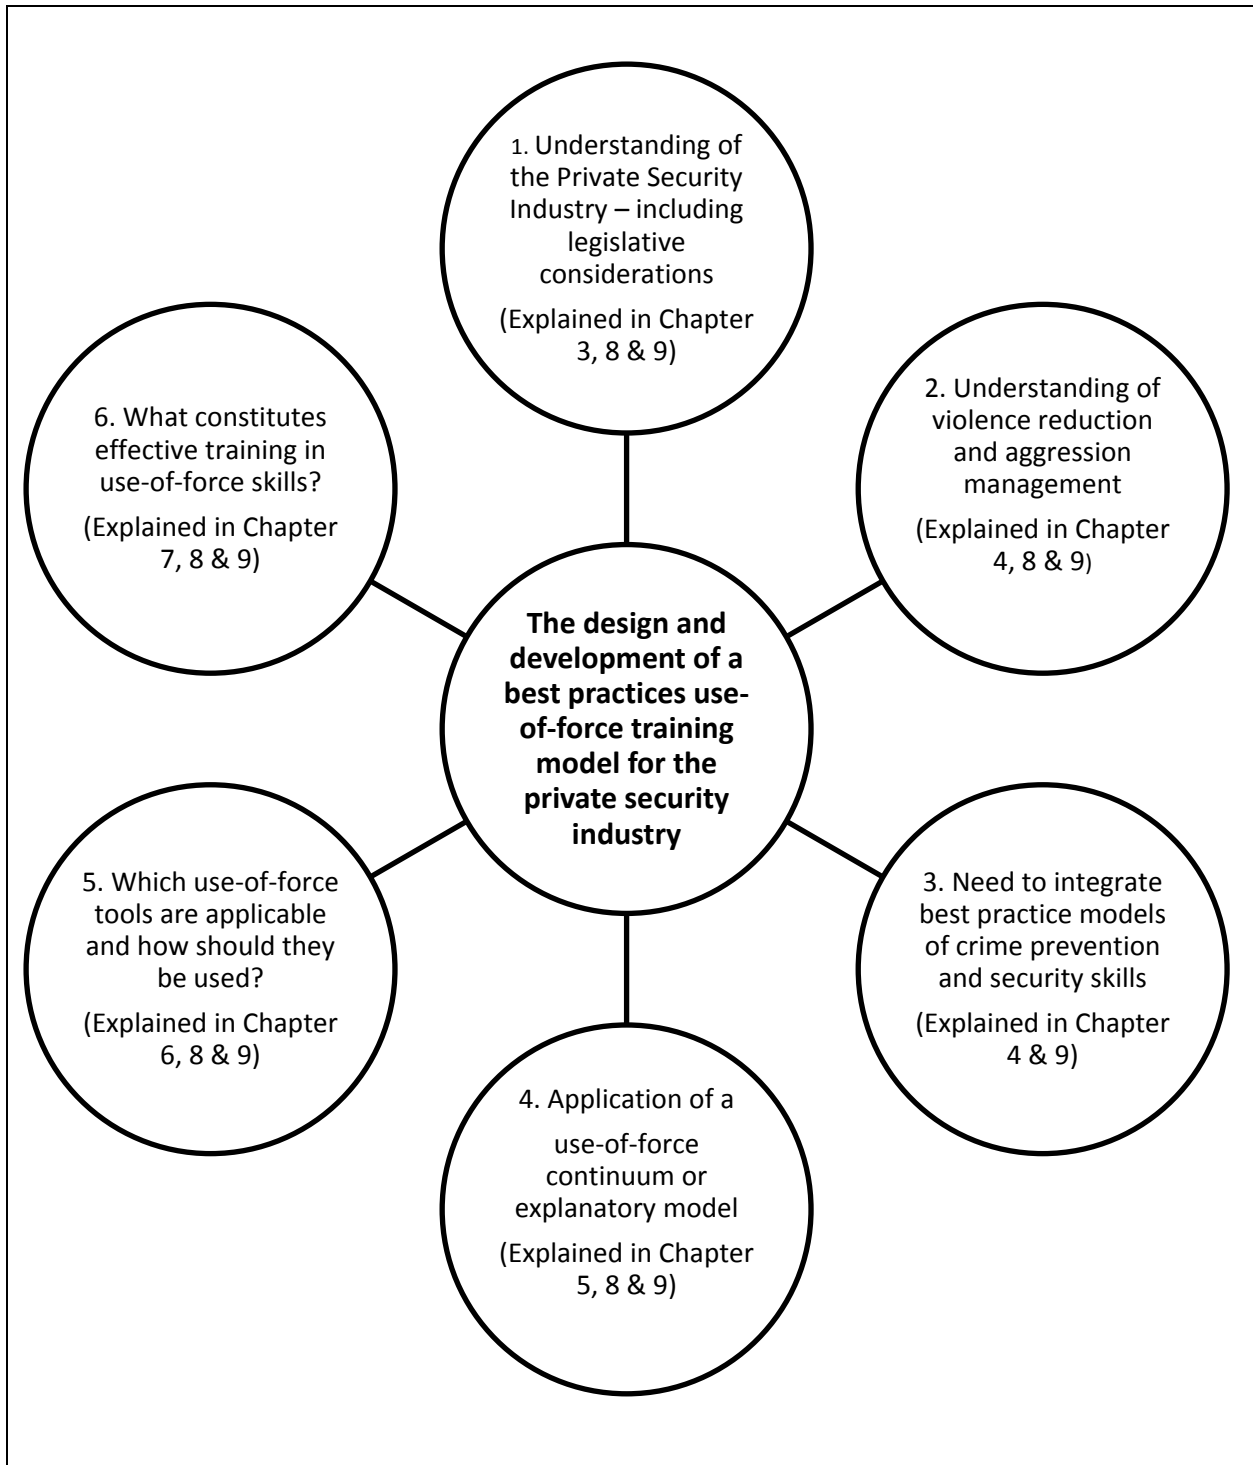 1. Understanding of
the Private Security
Industry – including
legislative
considerations
(Explained in Chapter
3, 8 & 9)
2. Understanding of
violence reduction
and aggression
management
(Explained in Chapter
4, 8 & 9)
3. Need to integrate
best practice models
of crime prevention
and security skills
(Explained in Chapter
4 & 9)
4. Application of a
use-of-force
continuum or
explanatory model
(Explained in Chapter
5, 8 & 9)
5. Which use-of-force
tools are applicable
and how should they
be used?
(Explained in Chapter
6, 8 & 9)
6. What constitutes
effective training in
use-of-force skills?
(Explained in Chapter
7, 8 & 9)
The design and
development of a
best practices use-
of-force training
model for the
private security
industry